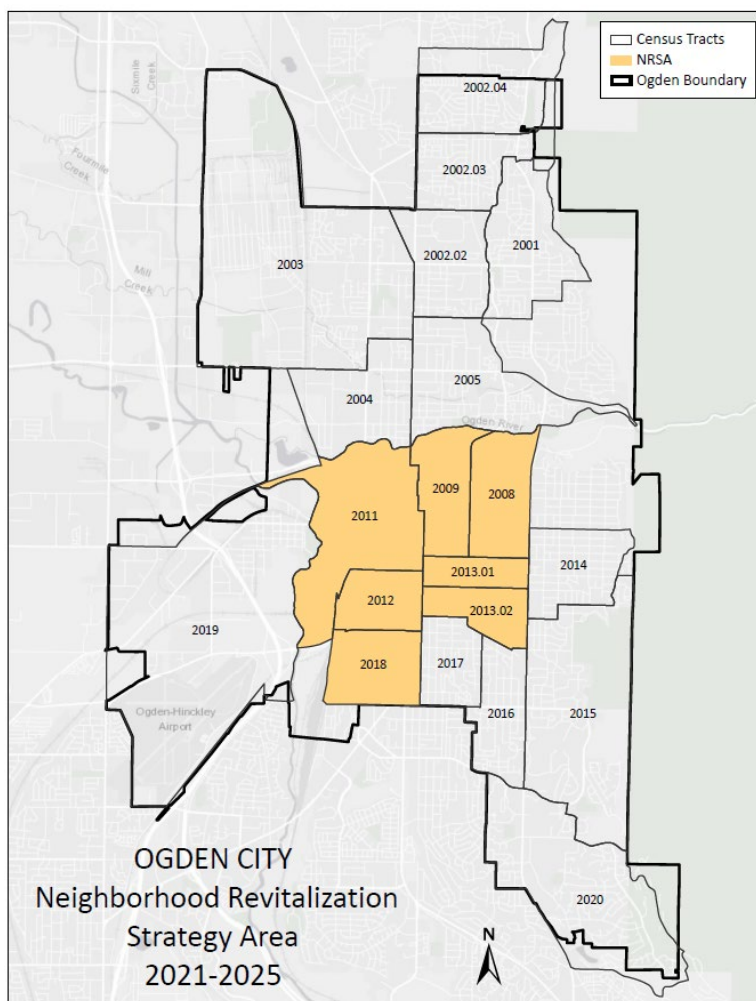 Census Tracts
NRSA
Ogden Boundary
Sixmile
Creek
Fourmile
Creek
Mill
Creek
2002.04
2002.03
2001
2002.02
2003
2005
2004
Ogden River
2009
2008
2011
2014
2013.01
2012
2013.02
2019
2017
2018
2016
2015
Ogden-Hinckley
Airport
2020
OGDEN CITY
Neighborhood Revitalization
Strategy Area
2021-2025
N